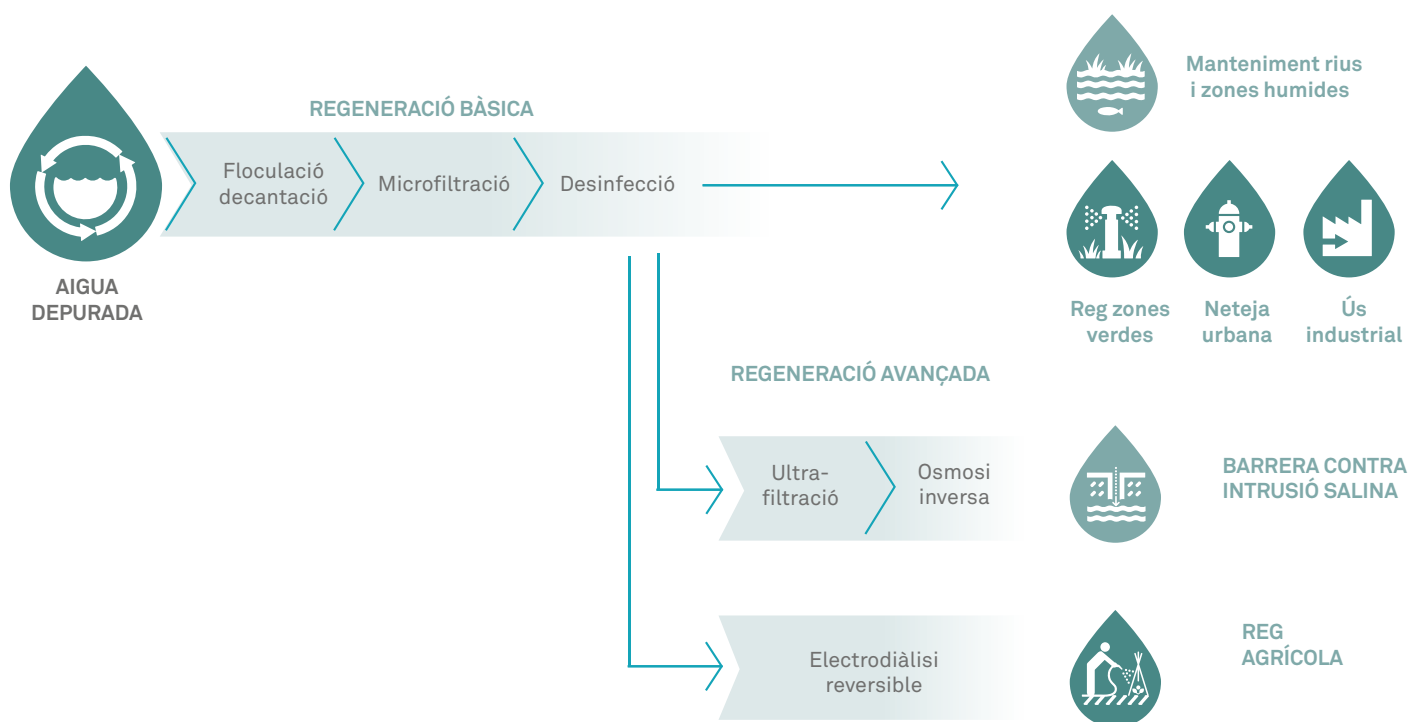 REGENERACIÓ BÀSICA
Floculació
decantació
Microfiltració
Desinfecció
AIGUA
DEPURADA
Manteniment rius
i zones humides
Reg zones
verdes
Neteja
urbana
Ús
industrial
REGENERACIÓ AVANÇADA
Ultra-
filtració
Osmosi
inversa
BARRERA CONTRA
INTRUSIÓ SALINA
Electrodiàlisi
reversible
REG
AGRÍCOLA